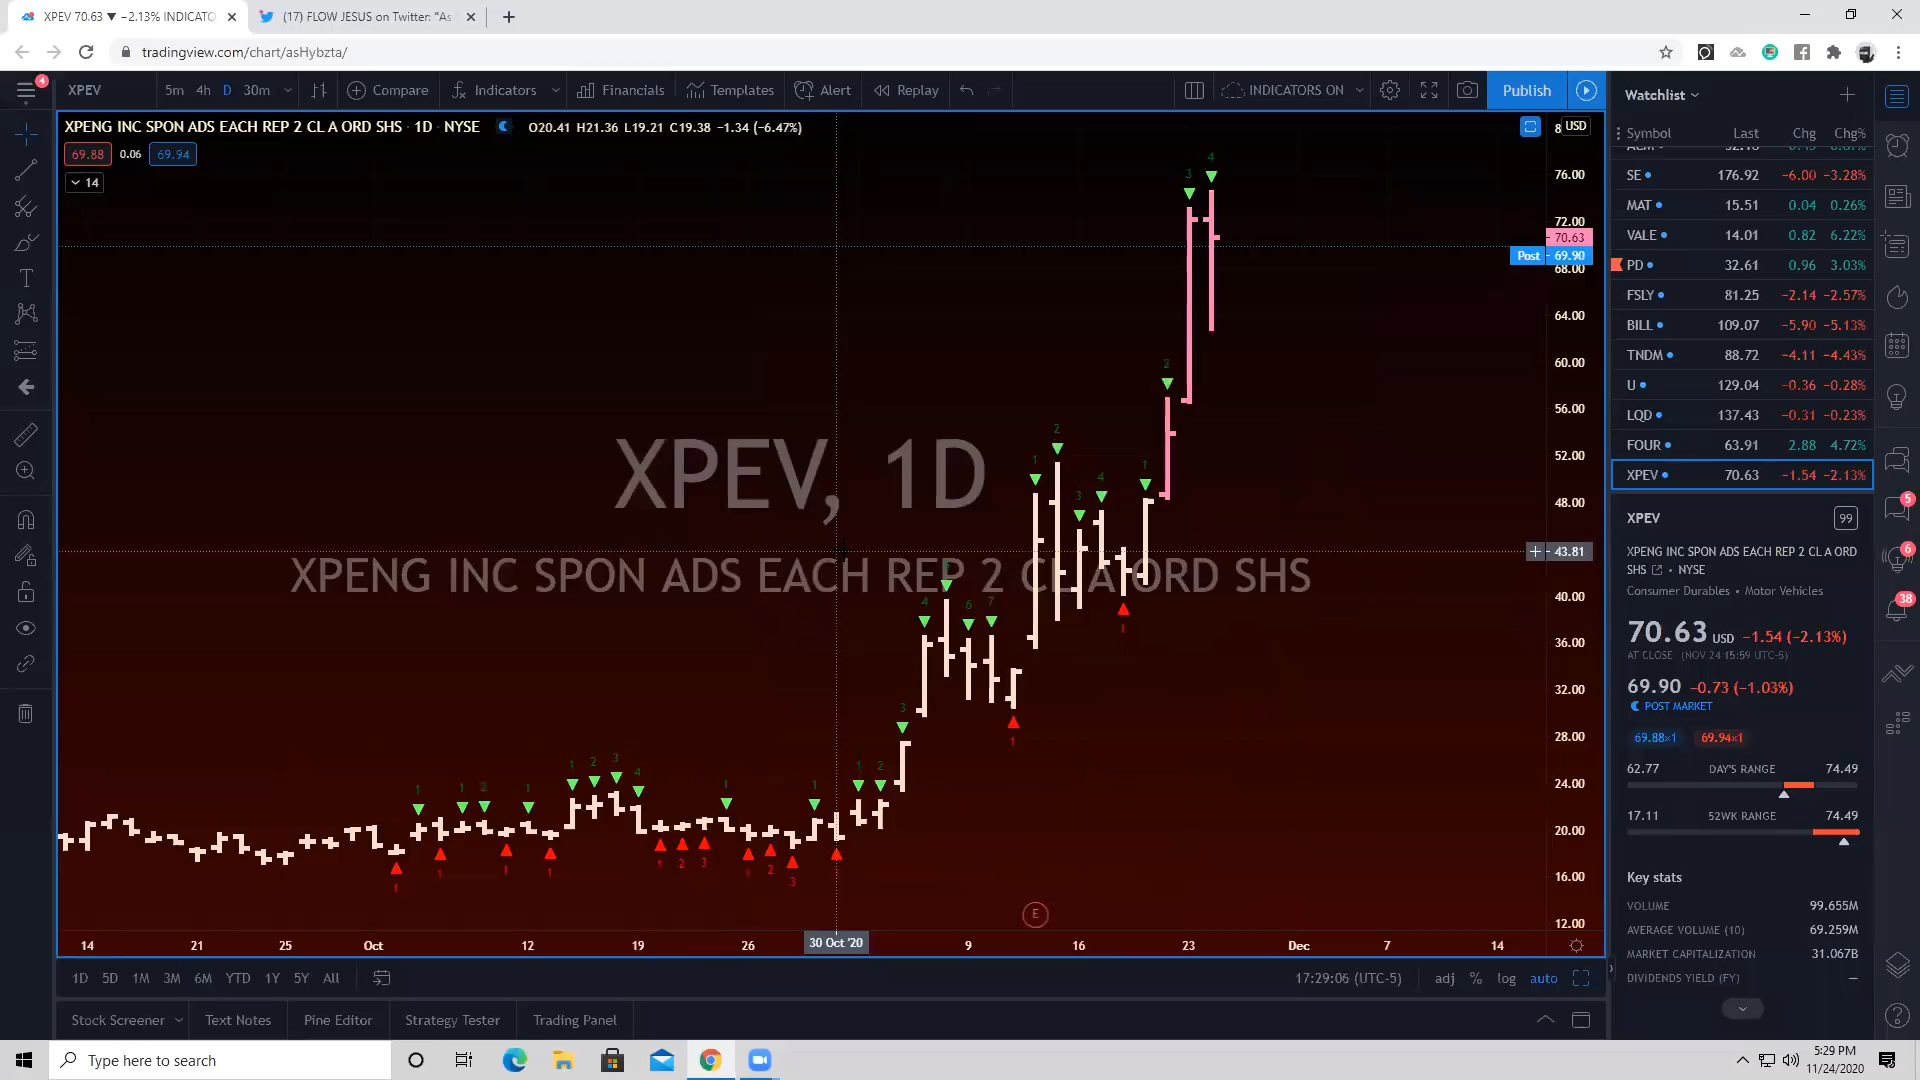 XPEV 70.63 ▼ −2.13% INDICATO
(17) FLOW JESUS on Twitter: "As
tradingview.com/chart/asHybzta/
4
XPEV
5m 4h D 30m
Compare
Indicators
Financials
Templates
Alert
Replay
INDICATORS ON
Publish
XPENG INC SPON ADS EACH REP 2 CL A ORD SHS · 1D · NYSE
O20.41 H21.36 L19.21 C19.38 −1.34 (−6.47%)
69.88 0.06 69.94
14
XPEV, 1D
XPENG INC SPON ADS EACH REP 2 CL A ORD SHS
8 USD
76.00
72.00
70.63
Post 69.90
68.00
64.00
60.00
56.00
52.00
48.00
43.81
40.00
36.00
32.00
28.00
24.00
20.00
16.00
12.00
E
14 21 25 Oct 12 19 26 30 Oct '20 9 16 23 Dec 7 14
1D 5D 1M 3M 6M YTD 1Y 5Y All
17:29:06 (UTC-5) adj % log auto
Stock Screener Text Notes Pine Editor Strategy Tester Trading Panel
Watchlist
Symbol Last Chg Chg%
SE 176.92 −6.00 −3.28%
MAT 15.51 0.04 0.26%
VALE 14.01 0.82 6.22%
PD 32.61 0.96 3.03%
FSLY 81.25 −2.14 −2.57%
BILL 109.07 −5.90 −5.13%
TNDM 88.72 −4.11 −4.43%
U 129.04 −0.36 −0.28%
LQD 137.43 −0.31 −0.23%
FOUR 63.91 2.88 4.72%
XPEV 70.63 −1.54 −2.13%
XPEV 99
XPENG INC SPON ADS EACH REP 2 CL A ORD
SHS • NYSE
Consumer Durables • Motor Vehicles
70.63 USD −1.54 (−2.13%)
AT CLOSE (NOV 24 15:59 UTC-5)
69.90 −0.73 (−1.03%)
POST MARKET
69.88×1 69.94×1
62.77 DAY'S RANGE 74.49
17.11 52WK RANGE 74.49
Key stats
VOLUME 99.655M
AVERAGE VOLUME (10) 69.259M
MARKET CAPITALIZATION 31.067B
DIVIDENDS YIELD (FY) —
5
6
38
Type here to search
5:29 PM
11/24/2020